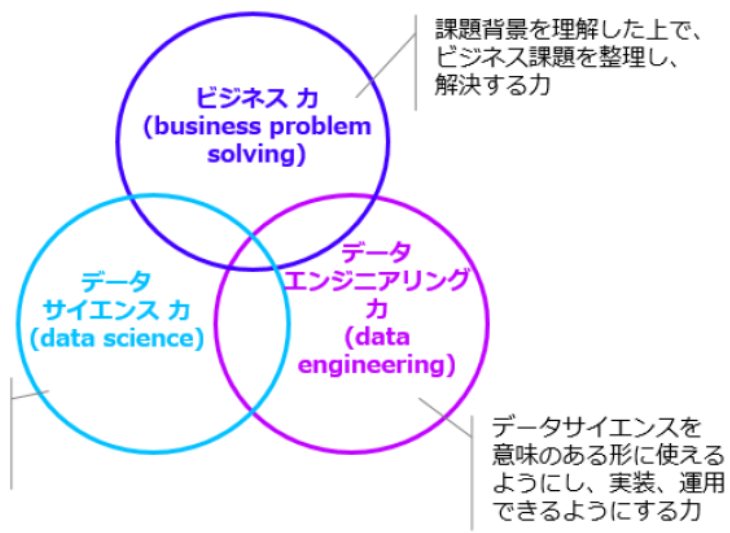 課題背景を理解した上で、
ビジネス課題を整理し、
解決する力
ビジネス 力
(business problem
solving)
データ
サイエンス 力
(data science)
データ
エンジニアリング
力
(data
engineering)
データサイエンスを
意味のある形に使える
ようにし、実装、運用
できるようにする力